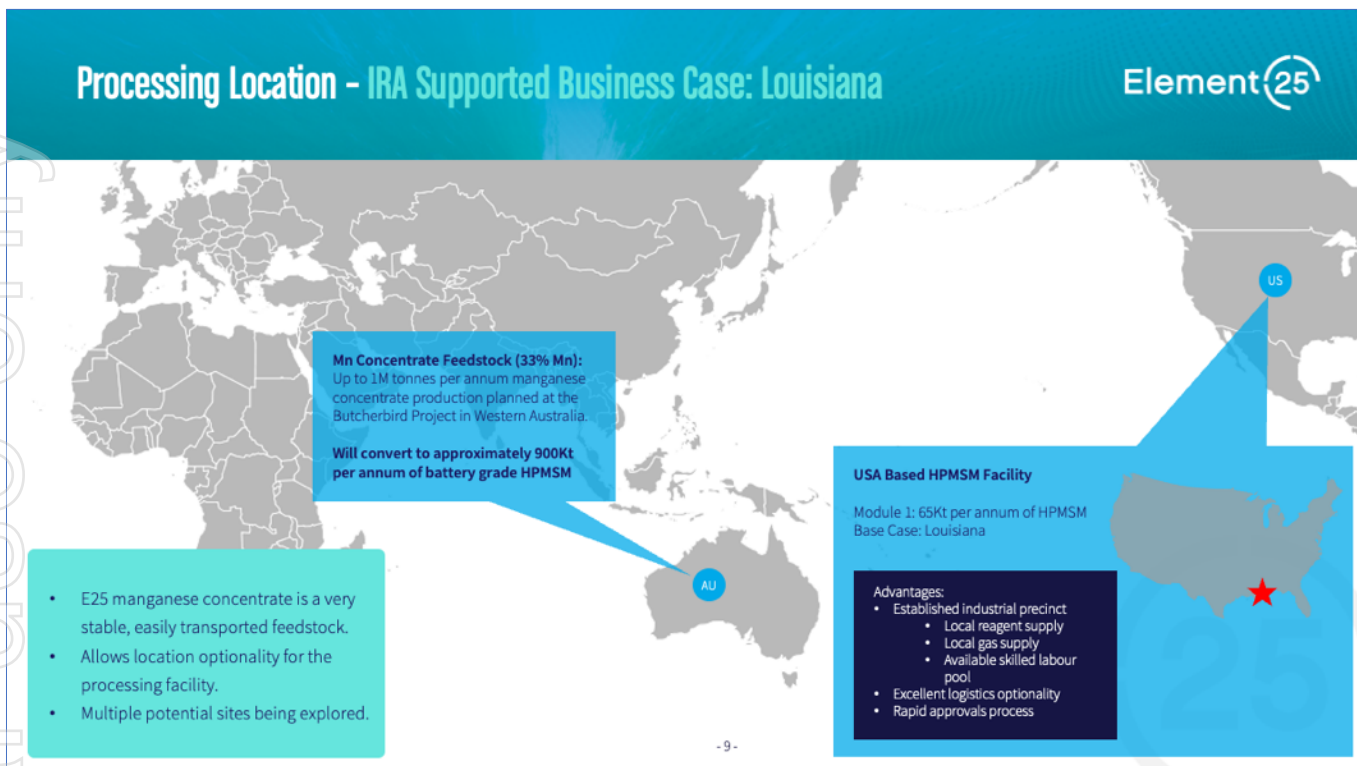 Processing Location – IRA Supported Business Case: Louisiana
Element 25
US
Mn Concentrate Feedstock (33% Mn):
Up to 1M tonnes per annum manganese
concentrate production planned at the
Butcherbird Project in Western Australia.
Will convert to approximately 900Kt
per annum of battery grade HPMSM
AU
• E25 manganese concentrate is a very
stable, easily transported feedstock.
• Allows location optionality for the
processing facility.
• Multiple potential sites being explored.
USA Based HPMSM Facility
Module 1: 65Kt per annum of HPMSM
Base Case: Louisiana
Advantages:
• Established industrial precinct
• Local reagent supply
• Local gas supply
• Available skilled labour
pool
• Excellent logistics optionality
• Rapid approvals process
25
- 9 -